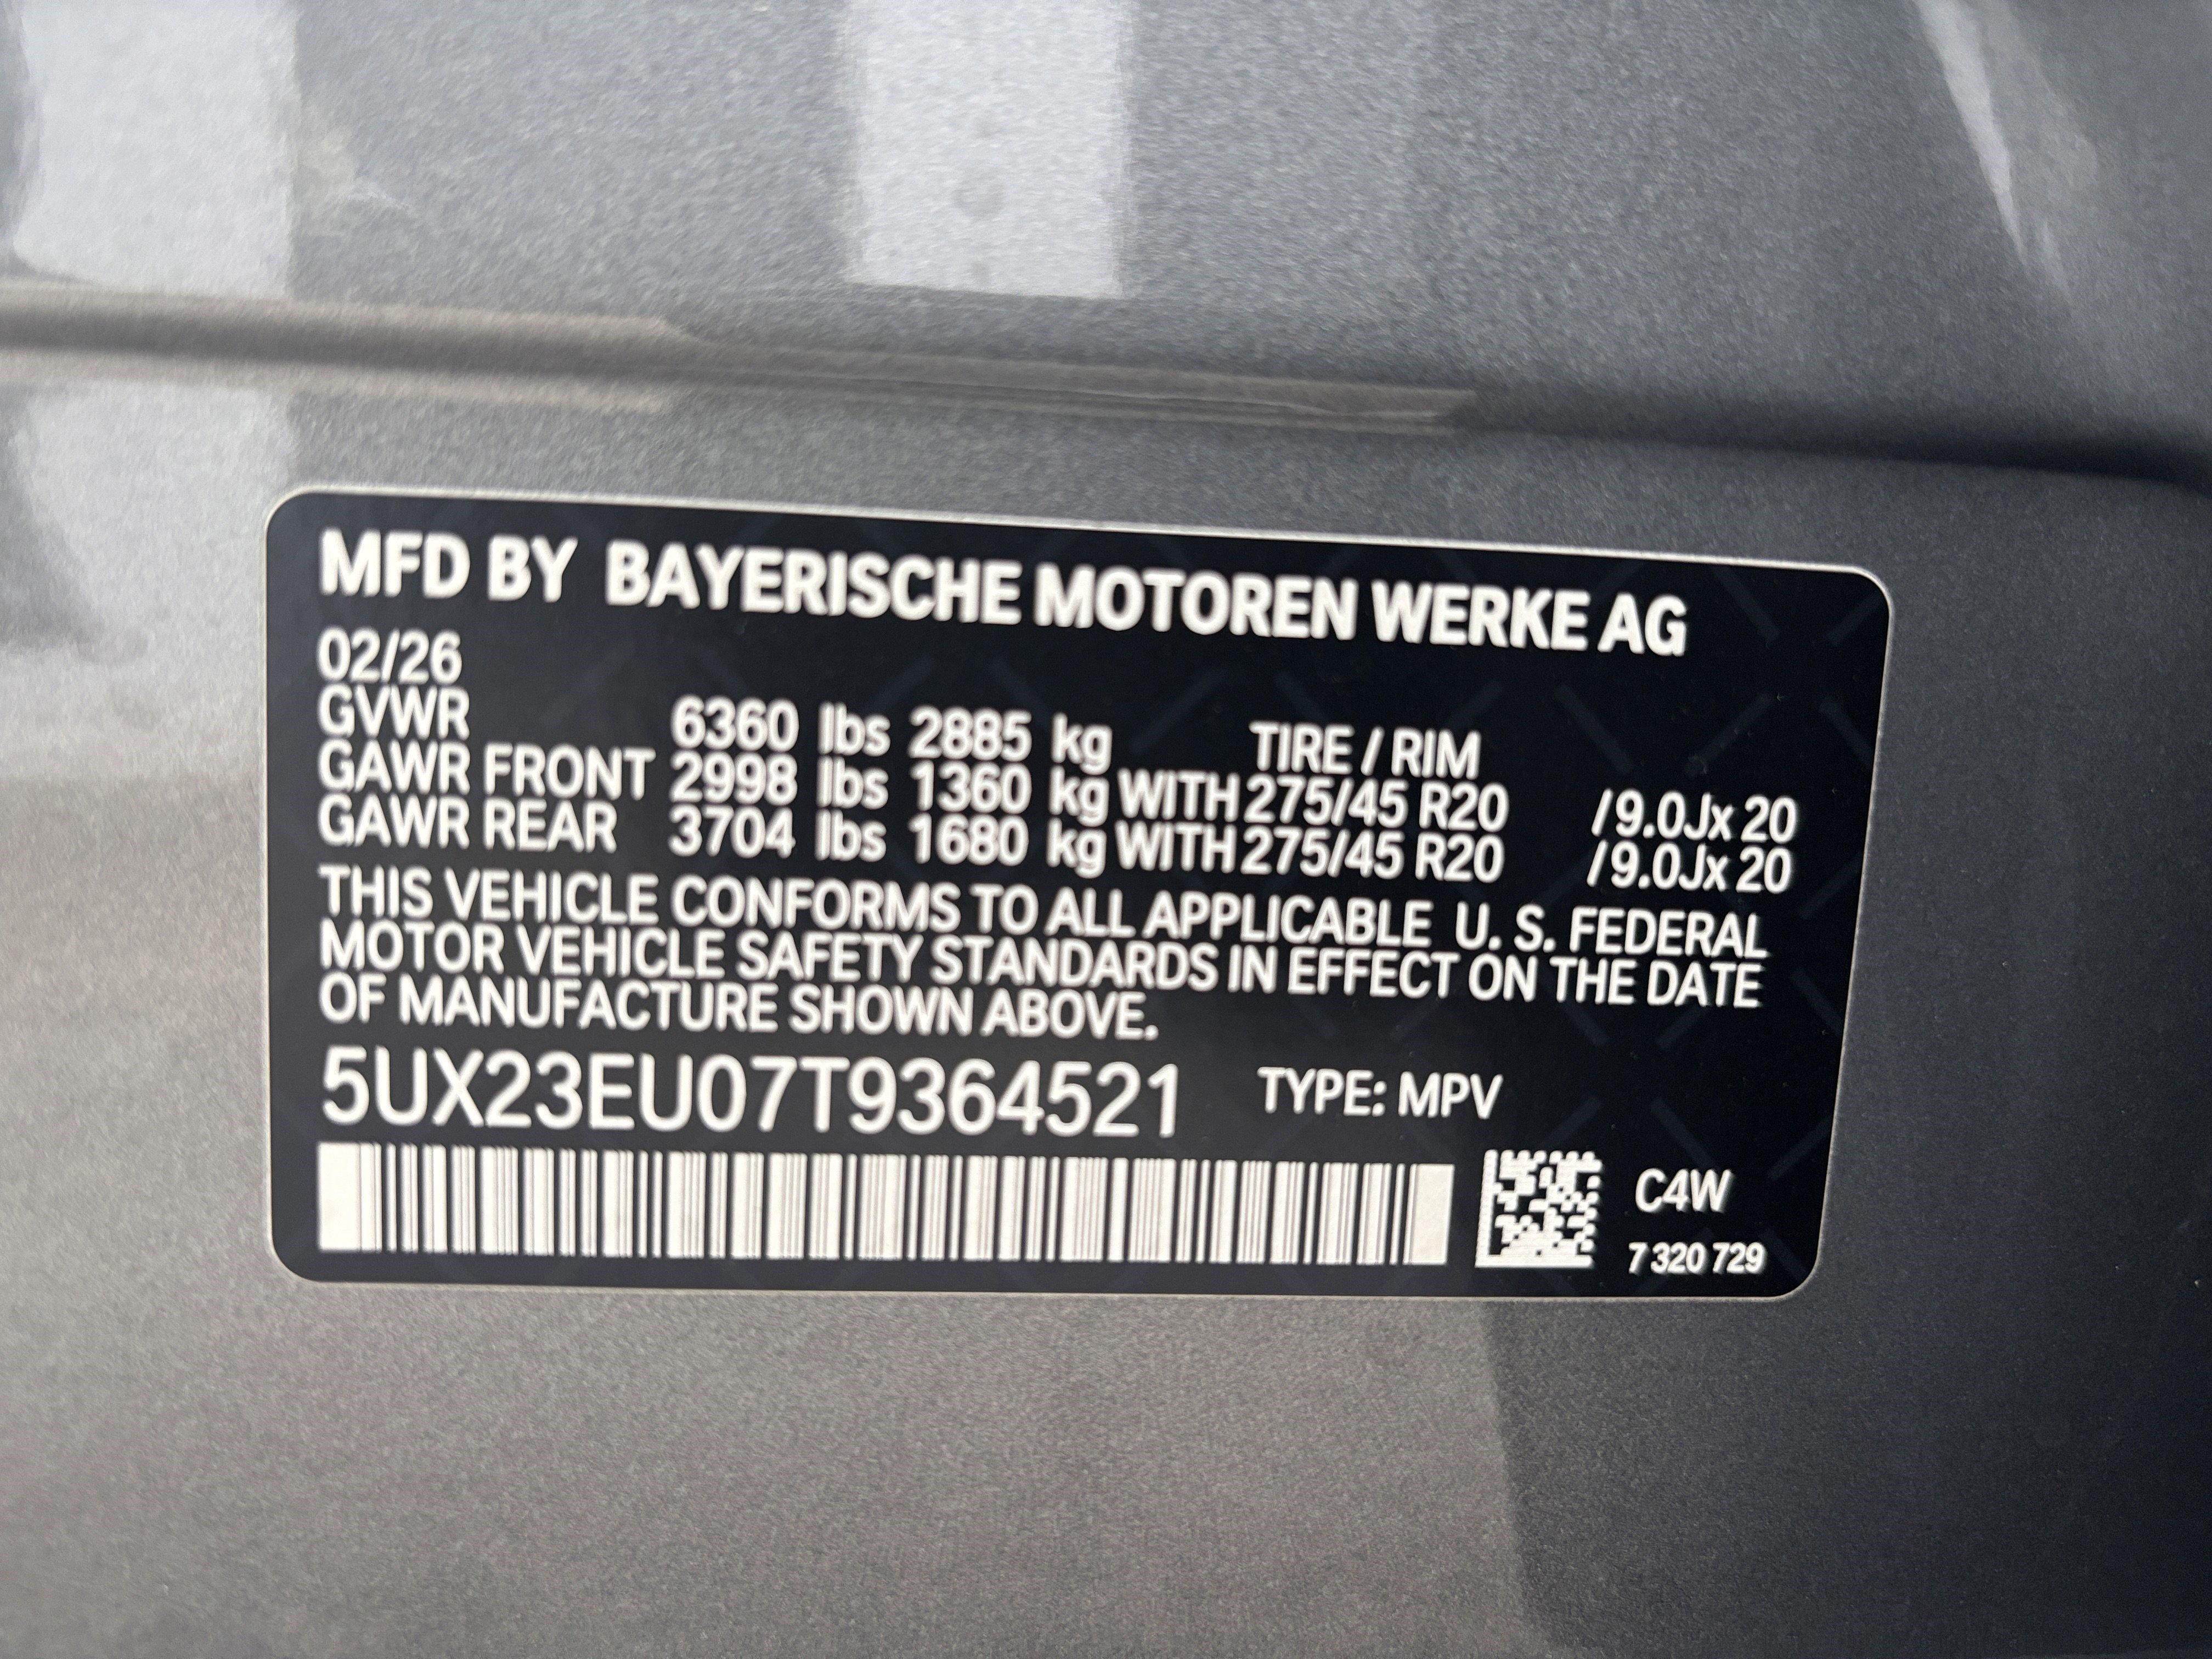 MFD BY BAYERISCHE MOTOREN WERKE AG
02/26
GVWR 6360 lbs 2885 kg TIRE / RIM
GAWR FRONT 2998 lbs 1360 kg WITH 275/45 R20 /9.0Jx 20
GAWR REAR 3704 lbs 1680 kg WITH 275/45 R20 /9.0Jx 20
THIS VEHICLE CONFORMS TO ALL APPLICABLE U. S. FEDERAL
MOTOR VEHICLE SAFETY STANDARDS IN EFFECT ON THE DATE
OF MANUFACTURE SHOWN ABOVE.
5UX23EU07T9364521 TYPE: MPV
C4W
7 320 729